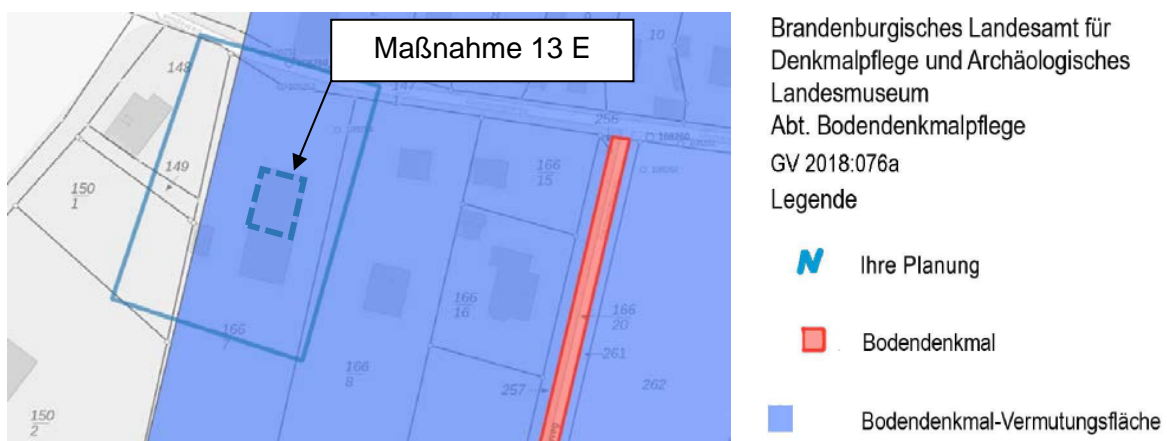 Maßnahme 13 E
10
148
147
1
256
168260
149
166
15
150
1
166
7
166
16
166
20
261
166
8
257
262
150
2
Brandenburgisches Landesamt für
Denkmalpflege und Archäologisches
Landesmuseum
Abt. Bodendenkmalpflege
GV 2018:076a
Legende
Ihre Planung
Bodendenkmal
Bodendenkmal-Vermutungsfläche